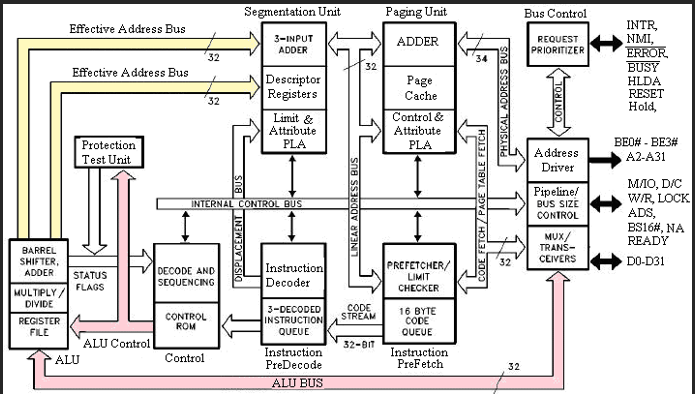 Segmentation Unit
Paging Unit
Bus Control
Effective Address Bus
32
3-INPUT
ADDER
Descriptor
Registers
Limit &
Attribute
PLA
32
ADDER
Page
Cache
Control &
Attribute
PLA
34
PHYSICAL ADDRESS BUS
REQUEST
PRIORITIZER
INTR,
NMI,
ERROR,
BUSY
HLDA
RESET
Hold,
Effective Address Bus
32
CONTROL
Protection
Test Unit
DISPLACEMENT BUS
LINEAR ADDRESS BUS
CODE FETCH/PAGE TABLE FETCH
Address
Driver
Pipeline/
BUS SIZE
CONTROL
MUX/
TRANS-
CEIVERS
BE0# - BE3#
A2-A31
M/IO, D/C
W/R, LOCK
ADS,
BS16#, NA
READY
D0-D31
INTERNAL CONTROL BUS
32
BARREL
SHIFTER,
ADDER
MULTIPLY/
DIVIDE
REGISTER
FILE
STATUS
FLAGS
DECODE AND
SEQUENCING
CONTROL
ROM
Instruction
Decoder
3-DECODED
INSTRUCTION
QUEUE
CODE
STREAM
32-BIT
PREFETCHER/
LIMIT
CHECKER
16 BYTE
CODE
QUEUE
ALU
ALU Control
Control
Instruction
PreDecode
Instruction
PreFetch
ALU BUS
32